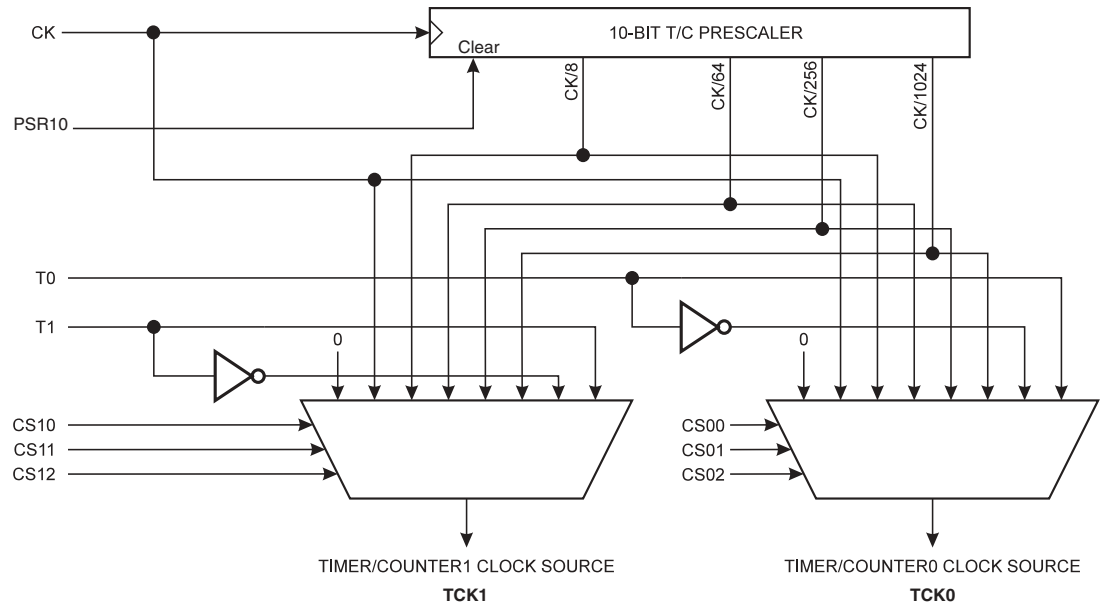 CK
10-BIT T/C PRESCALER
Clear
CK/8
CK/64
CK/256
CK/1024
PSR10
T0
T1
0
0
CS10
CS11
CS12
CS00
CS01
CS02
TIMER/COUNTER1 CLOCK SOURCE
TCK1
TIMER/COUNTER0 CLOCK SOURCE
TCK0